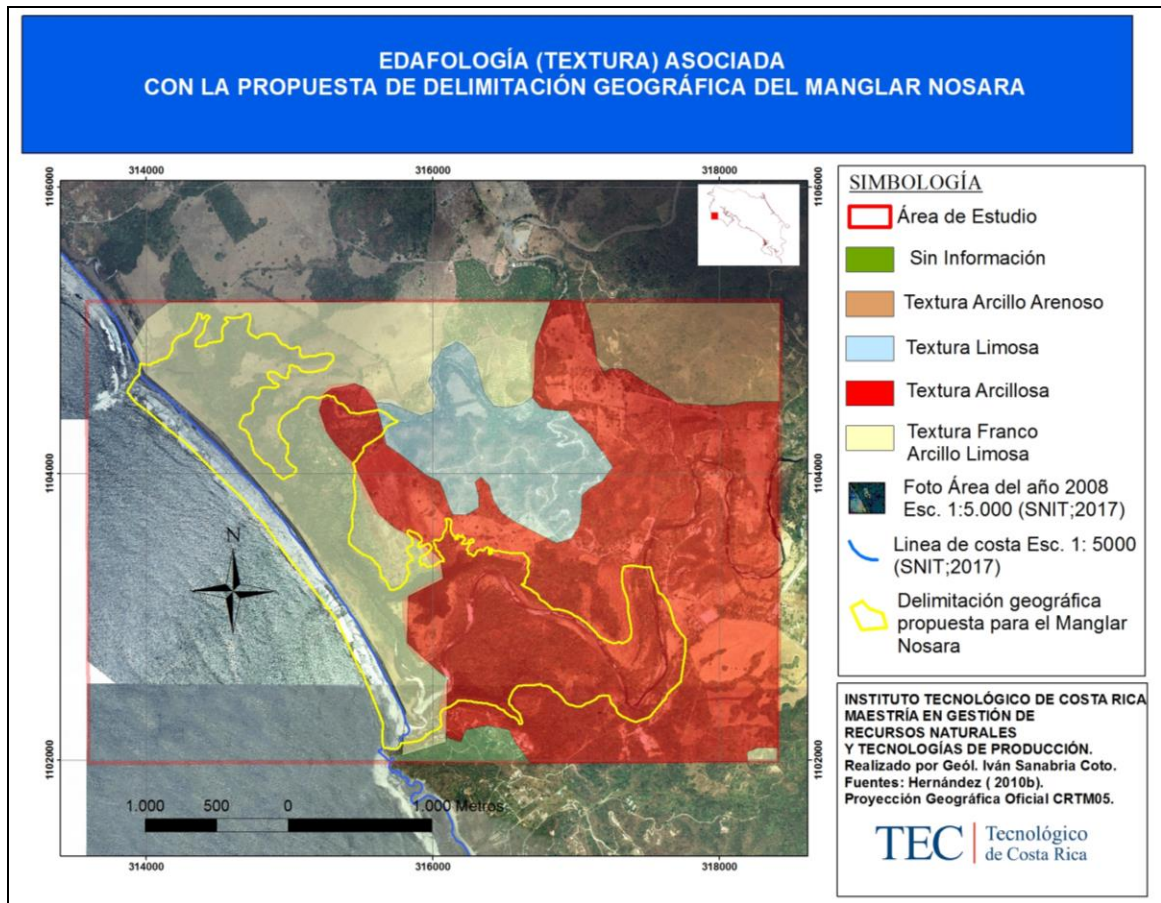 EDAFOLOGÍA (TEXTURA) ASOCIADA
CON LA PROPUESTA DE DELIMITACIÓN GEOGRÁFICA DEL MANGLAR NOSARA
314000
316000
318000
1106000
1106000
1104000
1104000
1102000
1102000
N
1.000
500
0
1.000 Metros
314000
316000
318000
SIMBOLOGÍA
Área de Estudio
Sin Información
Textura Arcillo Arenoso
Textura Limosa
Textura Arcillosa
Textura Franco
Arcillo Limosa
Foto Área del año 2008
Esc. 1:5.000 (SNIT;2017)
Linea de costa Esc. 1: 5000
(SNIT;2017)
Delimitación geográfica
propuesta para el Manglar
Nosara
INSTITUTO TECNOLÓGICO DE COSTA RICA
MAESTRÍA EN GESTIÓN DE
RECURSOS NATURALES
Y TECNOLOGÍAS DE PRODUCCIÓN.
Realizado por Geól. Iván Sanabria Coto.
Fuentes: Hernández ( 2010b).
Proyección Geográfica Oficial CRTM05.
TEC
Tecnológico
de Costa Rica